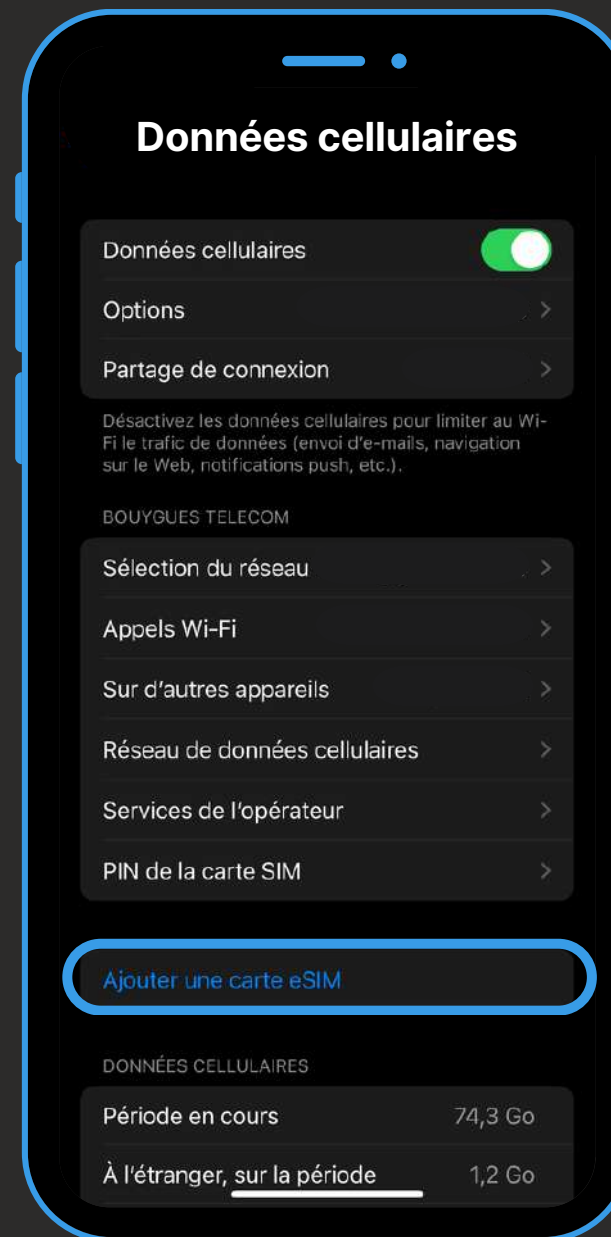 Données cellulaires
Données cellulaires
Options
Partage de connexion
Désactivez les données cellulaires pour limiter au Wi-
Fi le trafic de données (envoi d'e-mails, navigation
sur le Web, notifications push, etc.).
BOUYGUES TELECOM
Sélection du réseau
Appels Wi-Fi
Sur d'autres appareils
Réseau de données cellulaires
Services de l'opérateur
PIN de la carte SIM
Ajouter une carte eSIM
DONNÉES CELLULAIRES
Période en cours 74,3 Go
À l'étranger, sur la période 1,2 Go